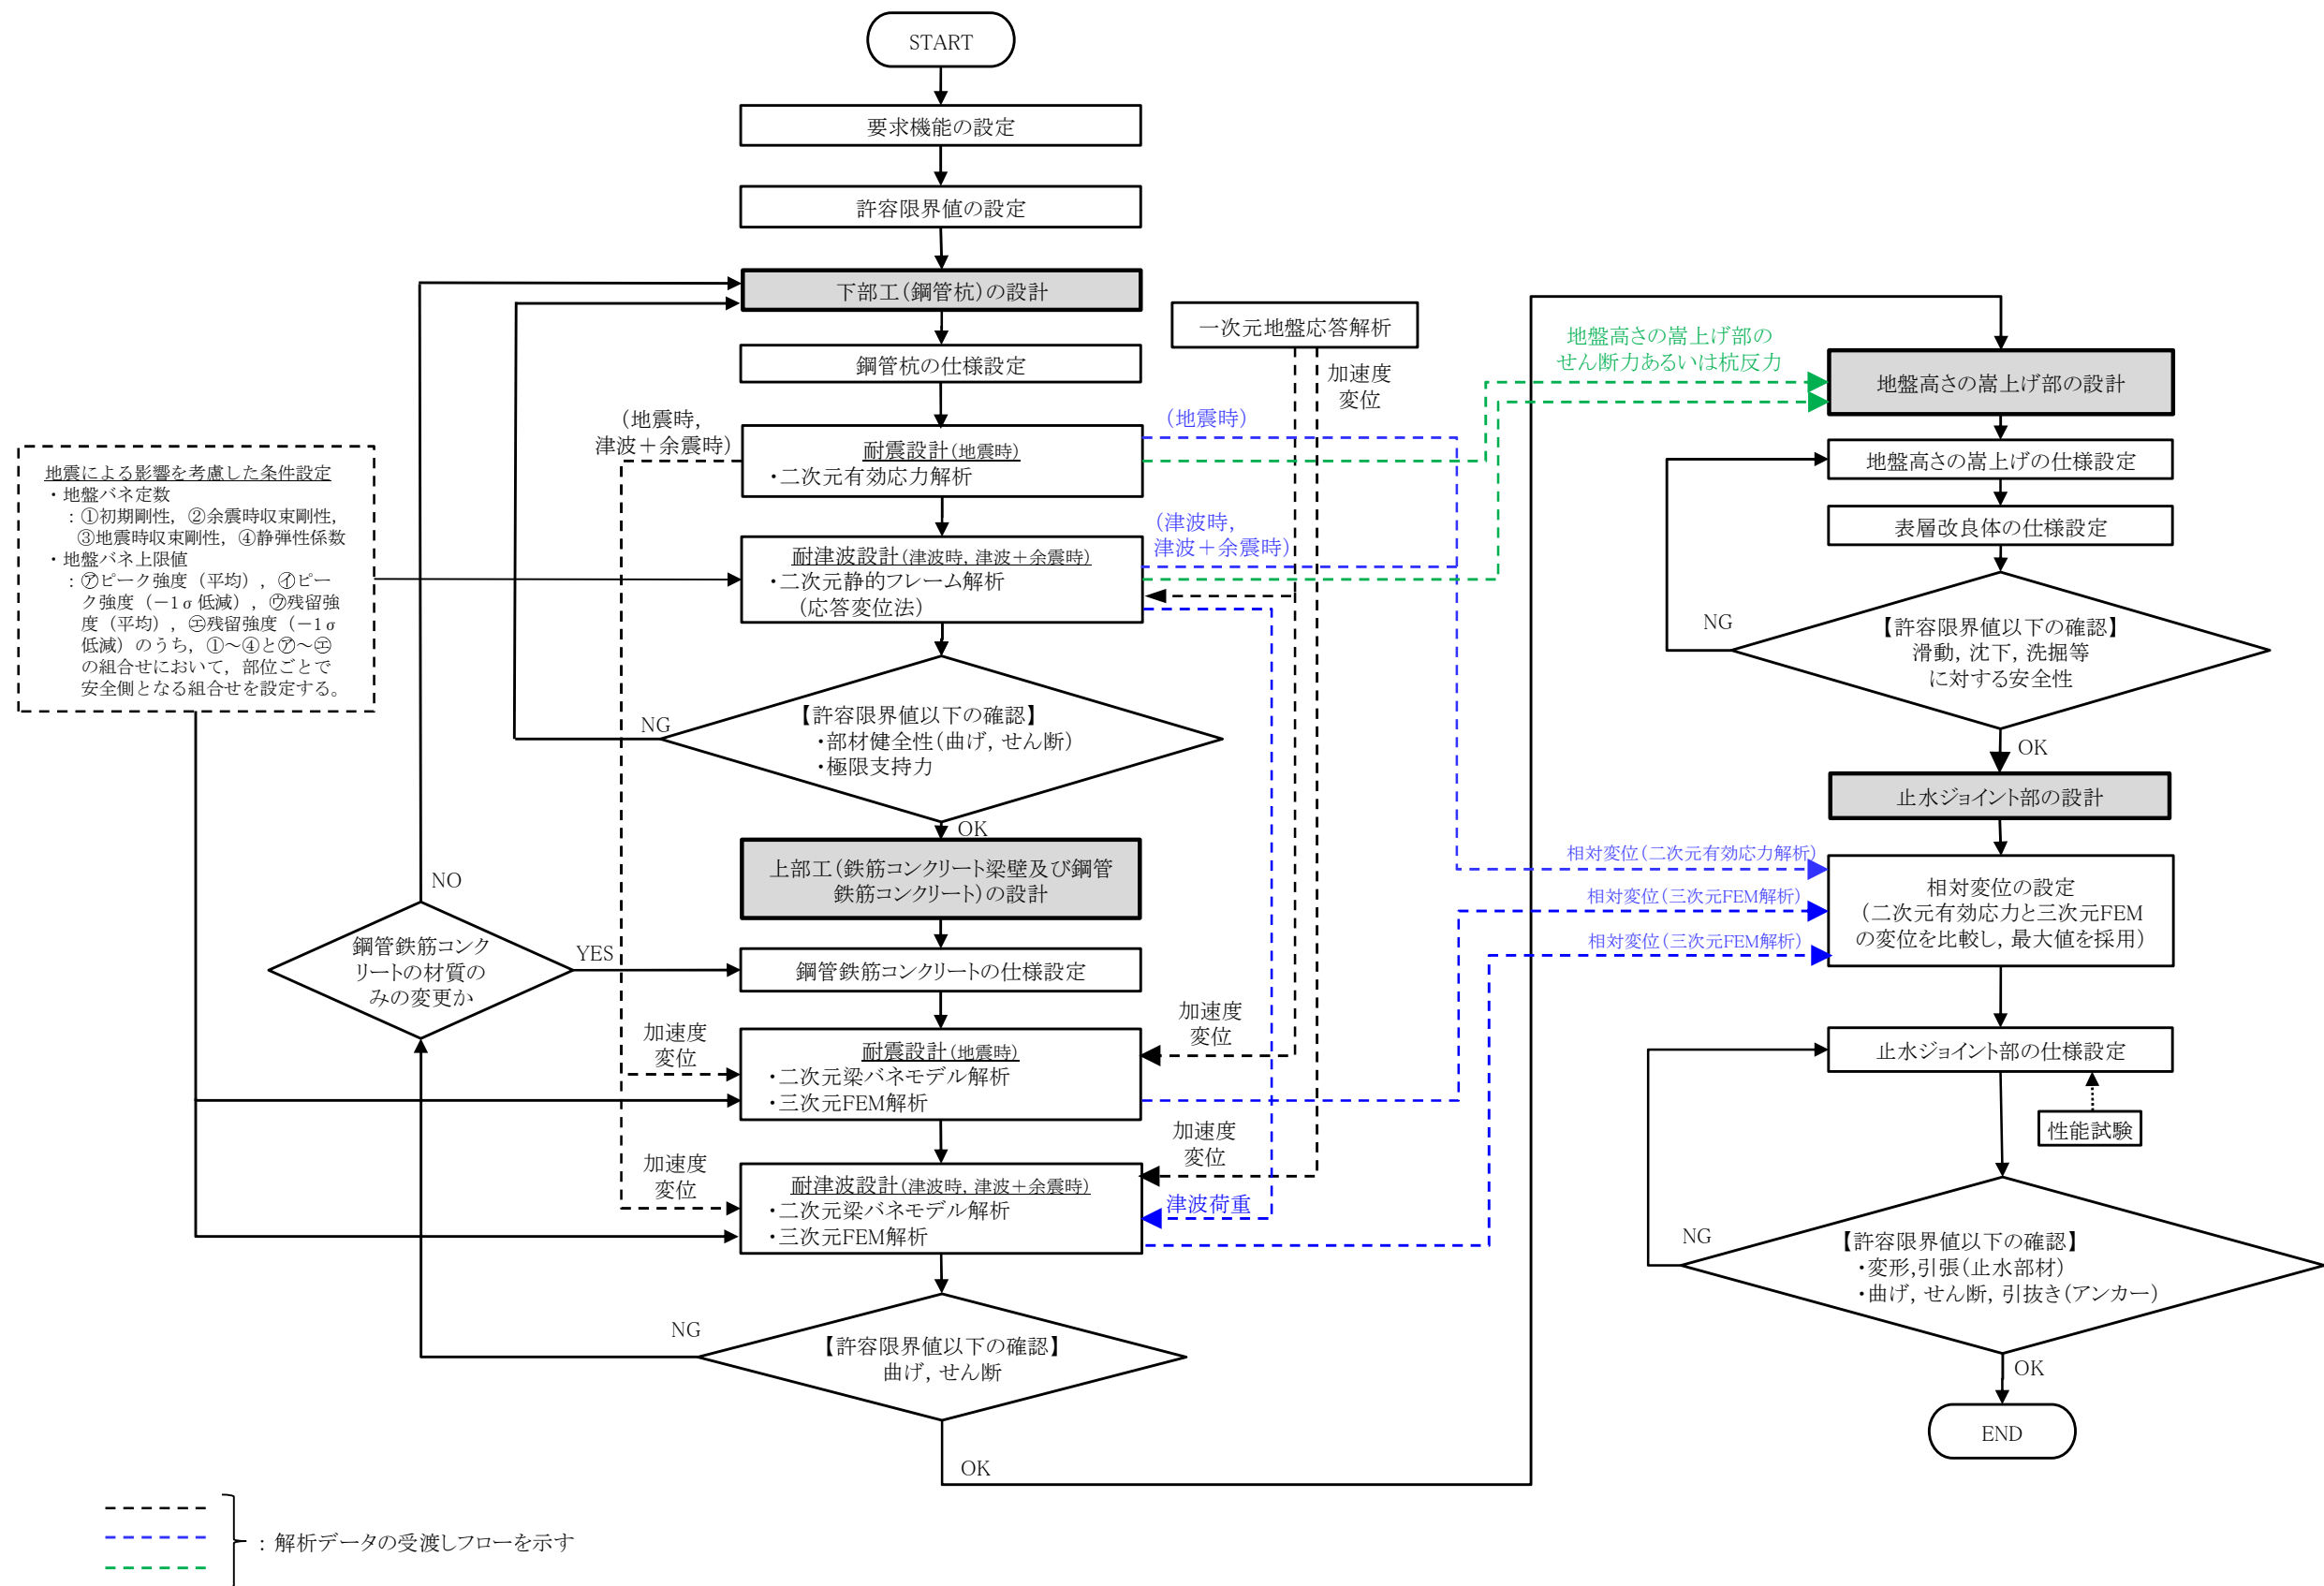 START
要求機能の設定
許容限界値の設定
下部工(鋼管杭)の設計
鋼管杭の仕様設定
(地震時,
津波+余震時)
耐震設計(地震時)
・二次元有効応力解析
(地震時)
一次元地盤応答解析
加速度
変位
地震による影響を考慮した条件設定
・地盤バネ定数
:①初期剛性,②余震時収束剛性,
③地震時収束剛性,④静弾性係数
・地盤バネ上限値
:㋐ピーク強度(平均),㋑ピー
ク強度(-1σ低減),㋒残留強
度(平均),㋓残留強度(-1σ
低減)のうち,①~④と㋐~㋓
の組合せにおいて,部位ごとで
安全側となる組合せを設定する。
耐津波設計(津波時,津波+余震時)
・二次元静的フレーム解析
(応答変位法)
(津波時,
津波+余震時)
NG
【許容限界値以下の確認】
・部材健全性(曲げ,せん断)
・極限支持力
OK
上部工(鉄筋コンクリート梁壁及び鋼管
鉄筋コンクリート)の設計
NO
鋼管鉄筋コンク
リートの材質の
みの変更か
YES
鋼管鉄筋コンクリートの仕様設定
加速度
変位
耐震設計(地震時)
・二次元梁バネモデル解析
・三次元FEM解析
加速度
変位
加速度
変位
耐津波設計(津波時,津波+余震時)
・二次元梁バネモデル解析
・三次元FEM解析
加速度
変位
津波荷重
NG
【許容限界値以下の確認】
曲げ,せん断
OK
地盤高さの嵩上げ部の
せん断力あるいは杭反力
地盤高さの嵩上げ部の設計
地盤高さの嵩上げの仕様設定
表層改良体の仕様設定
NG
【許容限界値以下の確認】
滑動,沈下,洗掘等
に対する安全性
OK
止水ジョイント部の設計
相対変位(二次元有効応力解析)
相対変位(三次元FEM解析)
相対変位(三次元FEM解析)
相対変位の設定
(二次元有効応力と三次元FEM
の変位を比較し,最大値を採用)
止水ジョイント部の仕様設定
性能試験
NG
【許容限界値以下の確認】
・変形,引張(止水部材)
・曲げ,せん断,引抜き(アンカー)
OK
END
:解析データの受渡しフローを示す